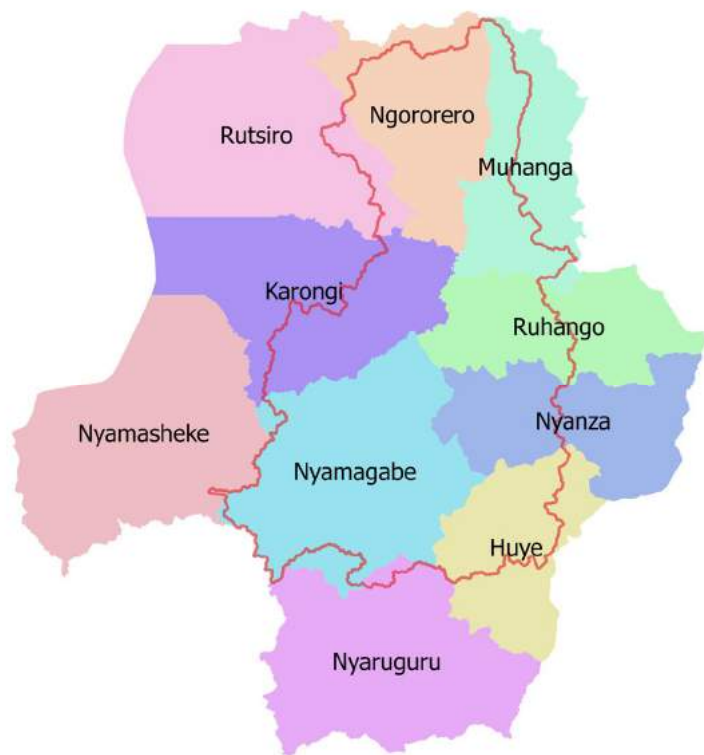 Ngororero
Rutsiro
Muhanga
Karongi
Ruhango
Nyamasheke
Nyanza
Nyamagabe
Huye
Nyaruguru